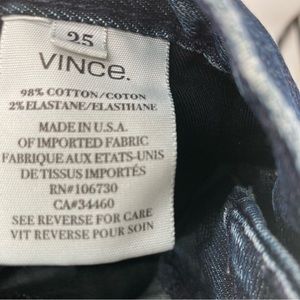 25
VINCE.
98% COTTON/COTON
2% ELASTANE/ELASTHANE
MADE IN U.S.A.
OF IMPORTED FABRIC
FABRIQUE AUX ETATS-UNIS
DE TISSUS IMPORTÉS
RN#106730
CA#34460
SEE REVERSE FOR CARE
VIT REVERSE POUR SOIN